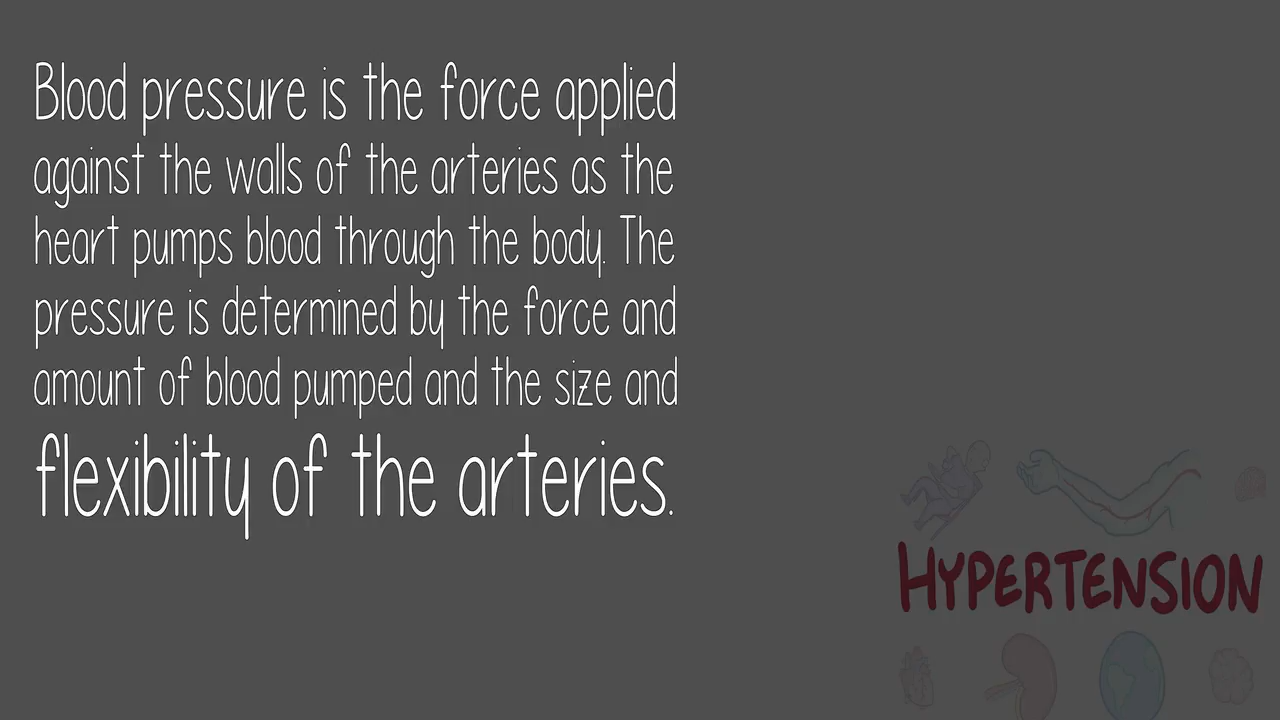 Blood pressure is the force applied
against the walls of the arteries as the
heart pumps blood through the body. The
pressure is determined by the force and
amount of blood pumped and the size and
flexibility of the arteries.
HYPERTENSION